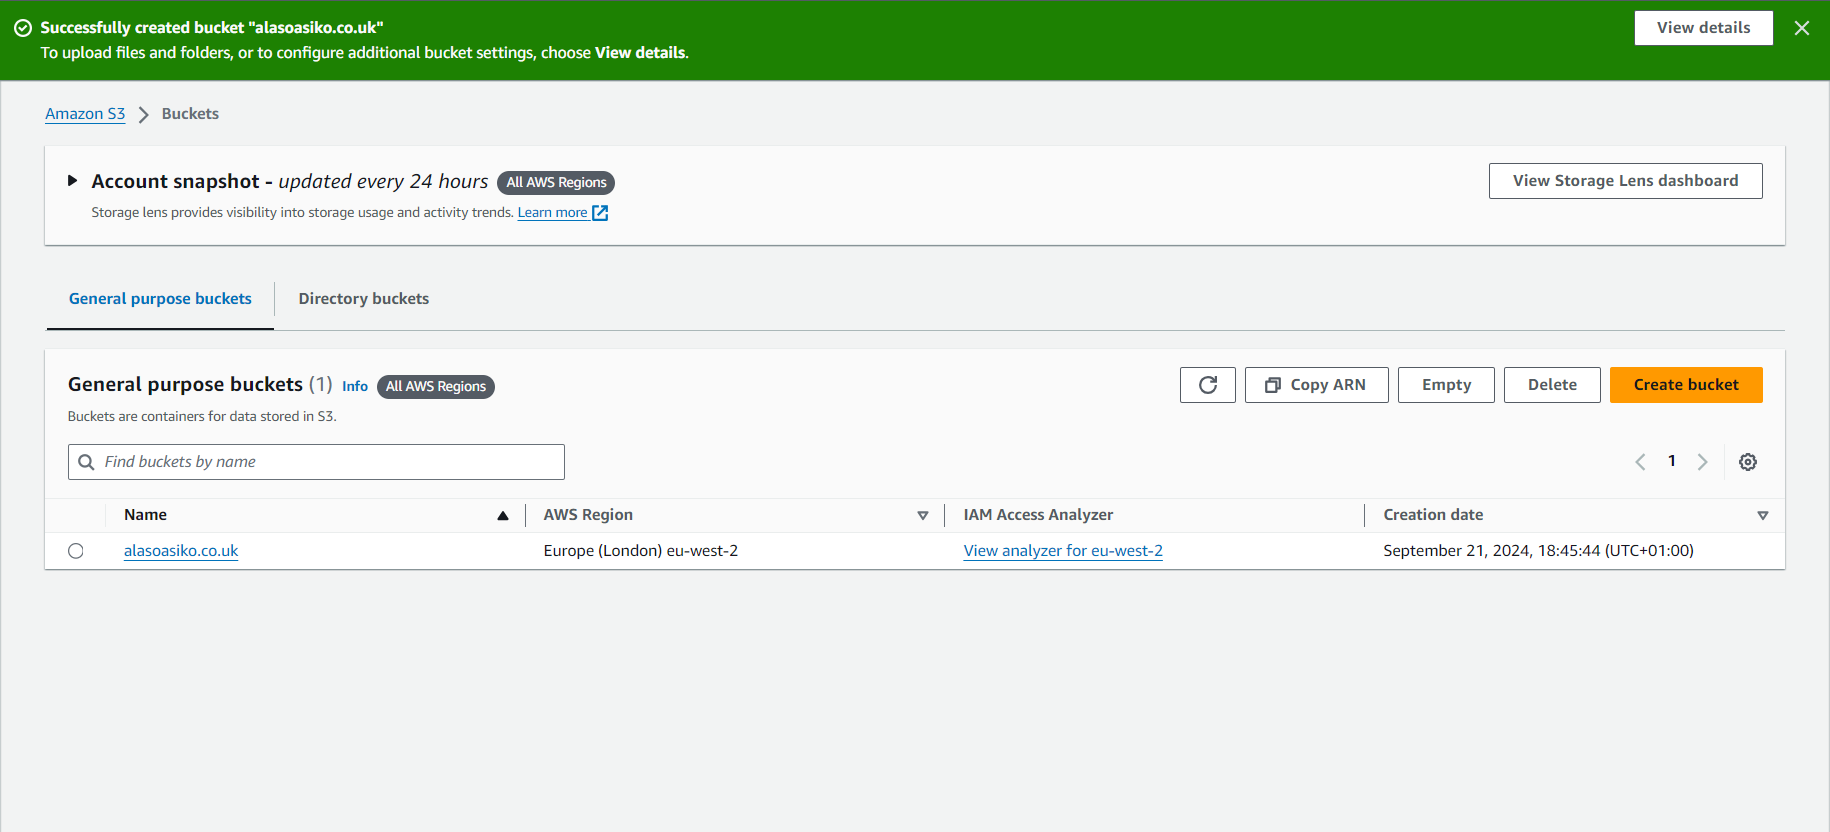 Successfully created bucket "alasoasiko.co.uk"
To upload files and folders, or to configure additional bucket settings, choose View details.
View details
Amazon S3 Buckets
Account snapshot - updated every 24 hours All AWS Regions
Storage lens provides visibility into storage usage and activity trends. Learn more
View Storage Lens dashboard
General purpose buckets Directory buckets
General purpose buckets (1) Info All AWS Regions
Buckets are containers for data stored in S3.
Copy ARN Empty Delete Create bucket
Find buckets by name
1
Name AWS Region IAM Access Analyzer Creation date
alasoasiko.co.uk Europe (London) eu-west-2 View analyzer for eu-west-2 September 21, 2024, 18:45:44 (UTC+01:00)